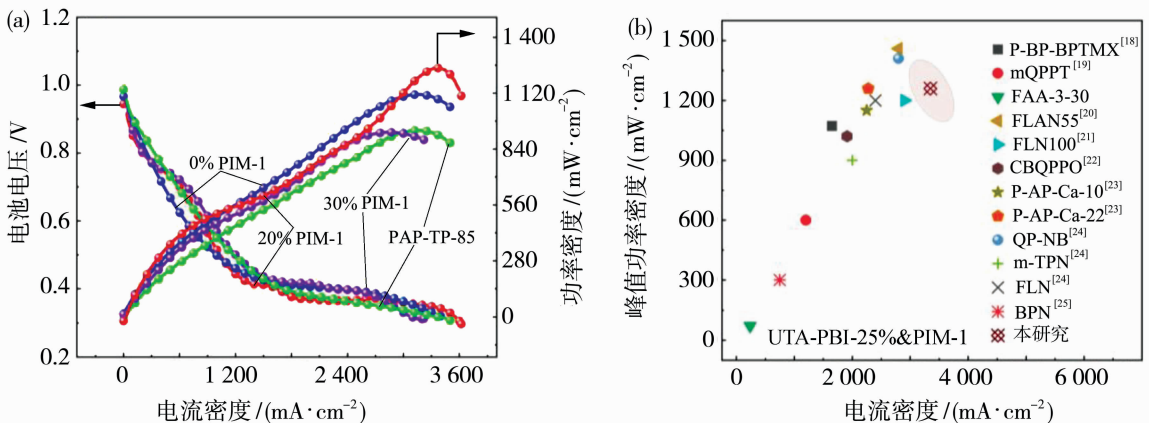 (a)
1.2
1.0
0.8
0.6
0.4
0.2
电池电压/V
0% PIM-1
20% PIM-1
30% PIM-1
PAP-TP-85
1 400
1 120
840
560
280
0
功率密度/(mW·cm⁻²)
0
1 200
2 400
3 600
电流密度/(mA·cm⁻²)
(b)
1 500
1 200
900
600
300
0
峰值功率密度/(mW·cm⁻²)
P-BP-BPTMX[18]
mQPPT[19]
FAA-3-30
FLAN55[20]
FLN100[21]
CBQPPO[22]
P-AP-Ca-10[23]
P-AP-Ca-22[23]
QP-NB[24]
m-TPN[24]
FLN[24]
BPN[25]
本研究
UTA-PBI-25%&PIM-1
0
2 000
4 000
6 000
电流密度/(mA·cm⁻²)